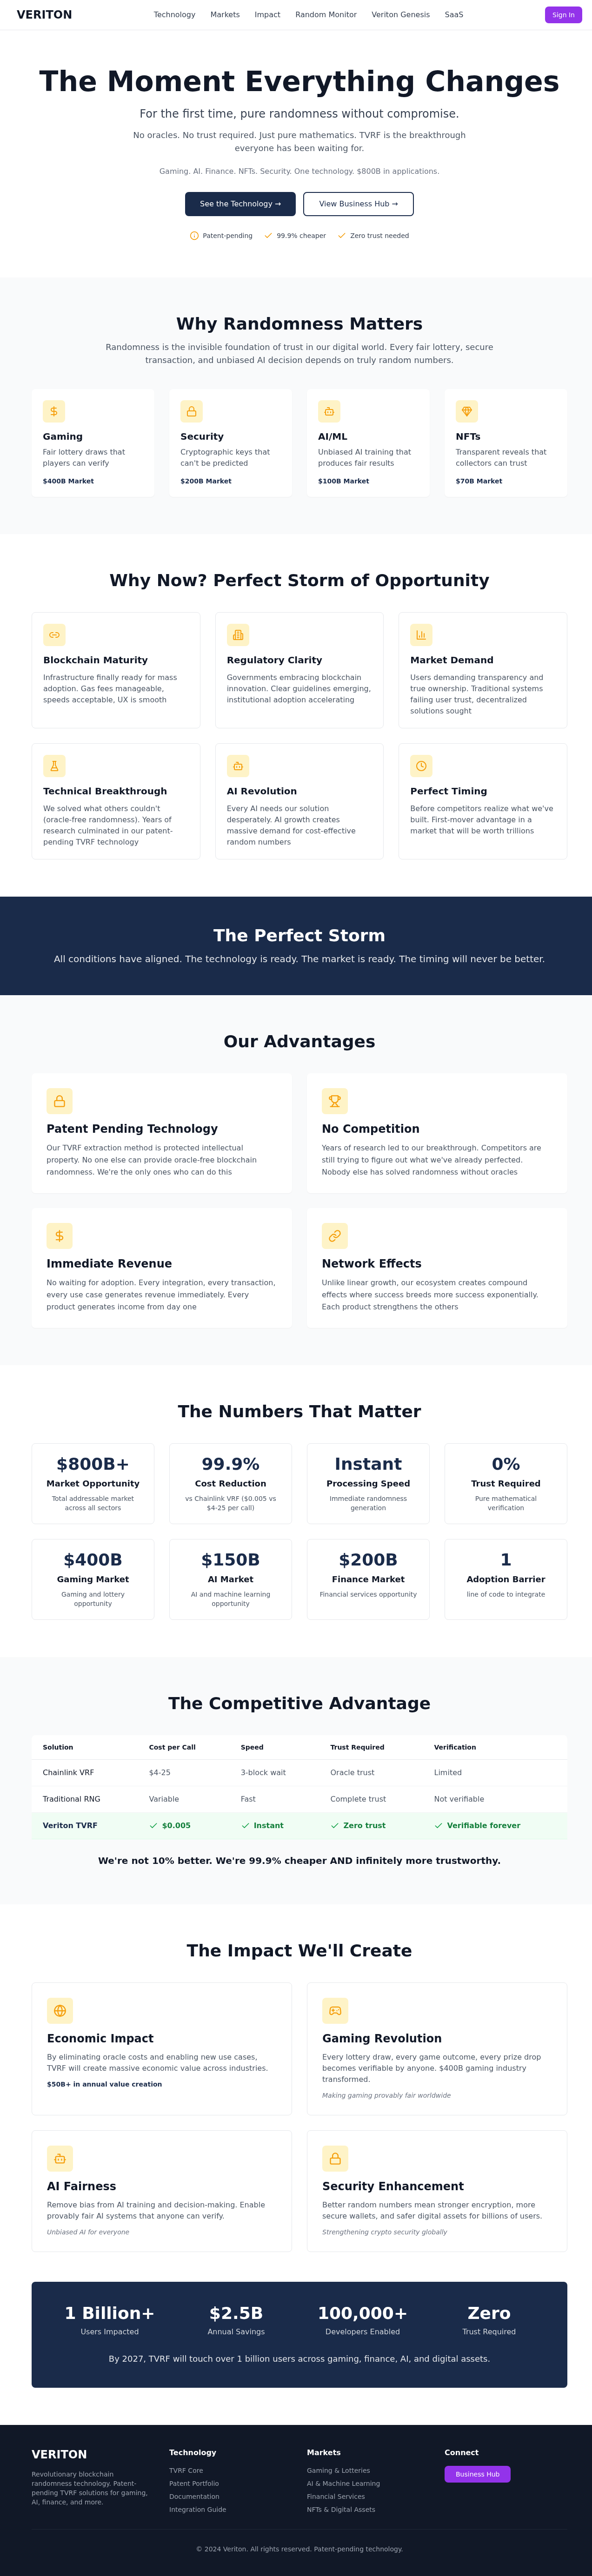 VERITON
Technology Markets Impact Random Monitor Veriton Genesis SaaS
Sign In
The Moment Everything Changes
For the first time, pure randomness without compromise.
No oracles. No trust required. Just pure mathematics. TVRF is the breakthrough
everyone has been waiting for.
Gaming. AI. Finance. NFTs. Security. One technology. $800B in applications.
See the Technology →
View Business Hub →
Patent-pending
99.9% cheaper
Zero trust needed
Why Randomness Matters
Randomness is the invisible foundation of trust in our digital world. Every fair lottery, secure
transaction, and unbiased AI decision depends on truly random numbers.
Gaming
Fair lottery draws that
players can verify
$400B Market
Security
Cryptographic keys that
can't be predicted
$200B Market
AI/ML
Unbiased AI training that
produces fair results
$100B Market
NFTs
Transparent reveals that
collectors can trust
$70B Market
Why Now? Perfect Storm of Opportunity
Blockchain Maturity
Infrastructure finally ready for mass
adoption. Gas fees manageable,
speeds acceptable, UX is smooth
Regulatory Clarity
Governments embracing blockchain
innovation. Clear guidelines emerging,
institutional adoption accelerating
Market Demand
Users demanding transparency and
true ownership. Traditional systems
failing user trust, decentralized
solutions sought
Technical Breakthrough
We solved what others couldn't
(oracle-free randomness). Years of
research culminated in our patent-
pending TVRF technology
AI Revolution
Every AI needs our solution
desperately. AI growth creates
massive demand for cost-effective
random numbers
Perfect Timing
Before competitors realize what we've
built. First-mover advantage in a
market that will be worth trillions
The Perfect Storm
All conditions have aligned. The technology is ready. The market is ready. The timing will never be better.
Our Advantages
Patent Pending Technology
Our TVRF extraction method is protected intellectual
property. No one else can provide oracle-free blockchain
randomness. We're the only ones who can do this
No Competition
Years of research led to our breakthrough. Competitors are
still trying to figure out what we've already perfected.
Nobody else has solved randomness without oracles
Immediate Revenue
No waiting for adoption. Every integration, every transaction,
every use case generates revenue immediately. Every
product generates income from day one
Network Effects
Unlike linear growth, our ecosystem creates compound
effects where success breeds more success exponentially.
Each product strengthens the others
The Numbers That Matter
$800B+
Market Opportunity
Total addressable market
across all sectors
99.9%
Cost Reduction
vs Chainlink VRF ($0.005 vs
$4-25 per call)
Instant
Processing Speed
Immediate randomness
generation
0%
Trust Required
Pure mathematical
verification
$400B
Gaming Market
Gaming and lottery
opportunity
$150B
AI Market
AI and machine learning
opportunity
$200B
Finance Market
Financial services opportunity
1
Adoption Barrier
line of code to integrate
The Competitive Advantage
Solution Cost per Call Speed Trust Required Verification
Chainlink VRF $4-25 3-block wait Oracle trust Limited
Traditional RNG Variable Fast Complete trust Not verifiable
Veriton TVRF $0.005 Instant Zero trust Verifiable forever
We're not 10% better. We're 99.9% cheaper AND infinitely more trustworthy.
The Impact We'll Create
Economic Impact
By eliminating oracle costs and enabling new use cases,
TVRF will create massive economic value across industries.
$50B+ in annual value creation
Gaming Revolution
Every lottery draw, every game outcome, every prize drop
becomes verifiable by anyone. $400B gaming industry
transformed.
Making gaming provably fair worldwide
AI Fairness
Remove bias from AI training and decision-making. Enable
provably fair AI systems that anyone can verify.
Unbiased AI for everyone
Security Enhancement
Better random numbers mean stronger encryption, more
secure wallets, and safer digital assets for billions of users.
Strengthening crypto security globally
1 Billion+
Users Impacted
$2.5B
Annual Savings
100,000+
Developers Enabled
Zero
Trust Required
By 2027, TVRF will touch over 1 billion users across gaming, finance, AI, and digital assets.
VERITON
Revolutionary blockchain
randomness technology. Patent-
pending TVRF solutions for gaming,
AI, finance, and more.
Technology
TVRF Core
Patent Portfolio
Documentation
Integration Guide
Markets
Gaming & Lotteries
AI & Machine Learning
Financial Services
NFTs & Digital Assets
Connect
Business Hub
© 2024 Veriton. All rights reserved. Patent-pending technology.